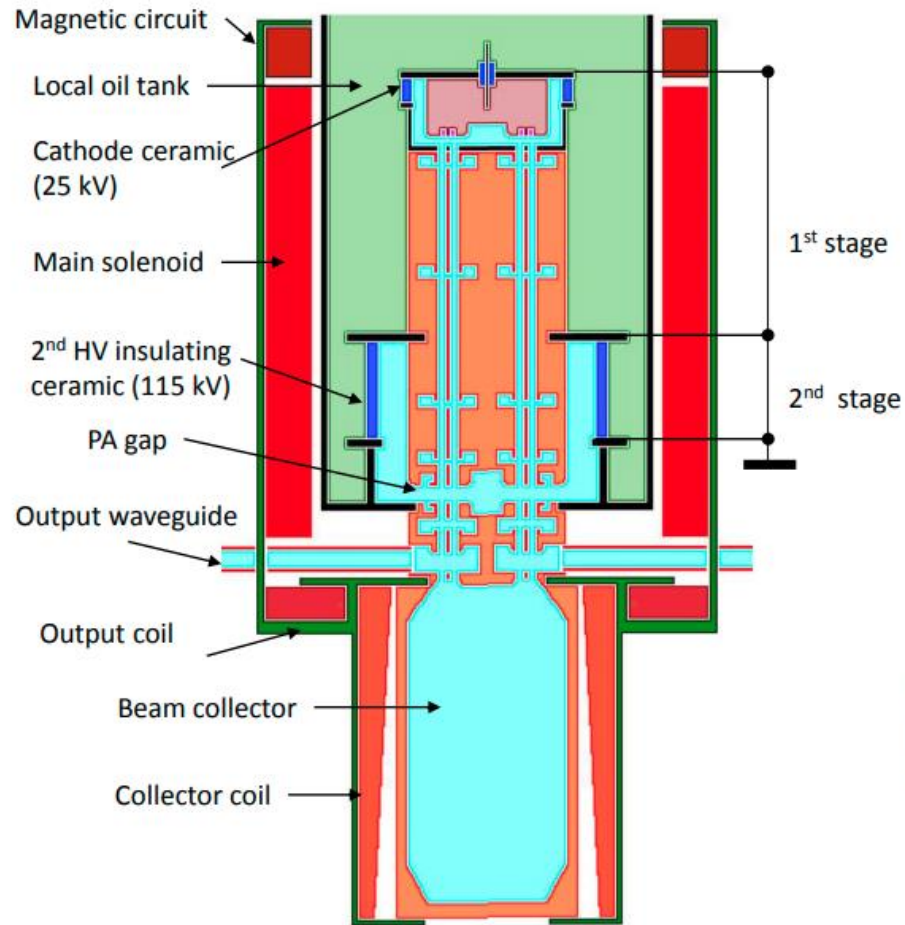 Magnetic circuit
Local oil tank
Cathode ceramic
(25 kV)
Main solenoid
1st stage
2nd HV insulating
ceramic (115 kV)
2nd stage
PA gap
Output waveguide
Output coil
Beam collector
Collector coil